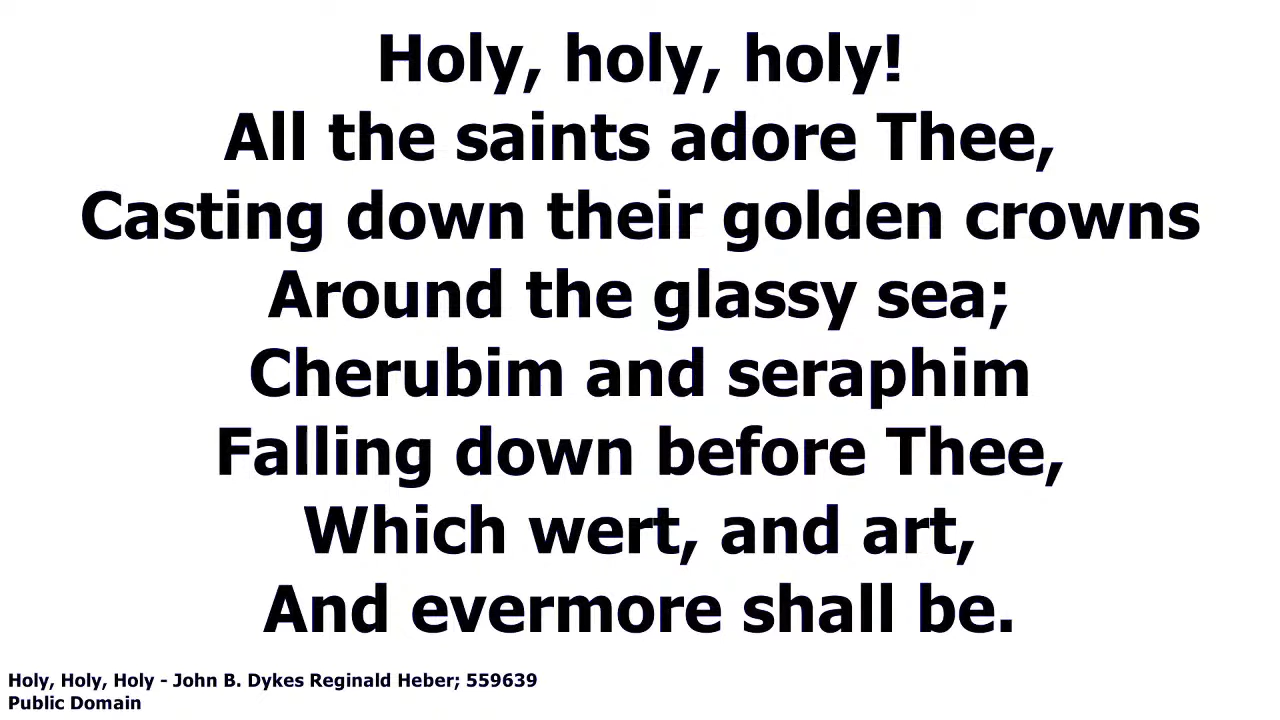 Holy, holy, holy!
All the saints adore Thee,
Casting down their golden crowns
Around the glassy sea;
Cherubim and seraphim
Falling down before Thee,
Which wert, and art,
And evermore shall be.
Holy, Holy, Holy - John B. Dykes Reginald Heber; 559639
Public Domain